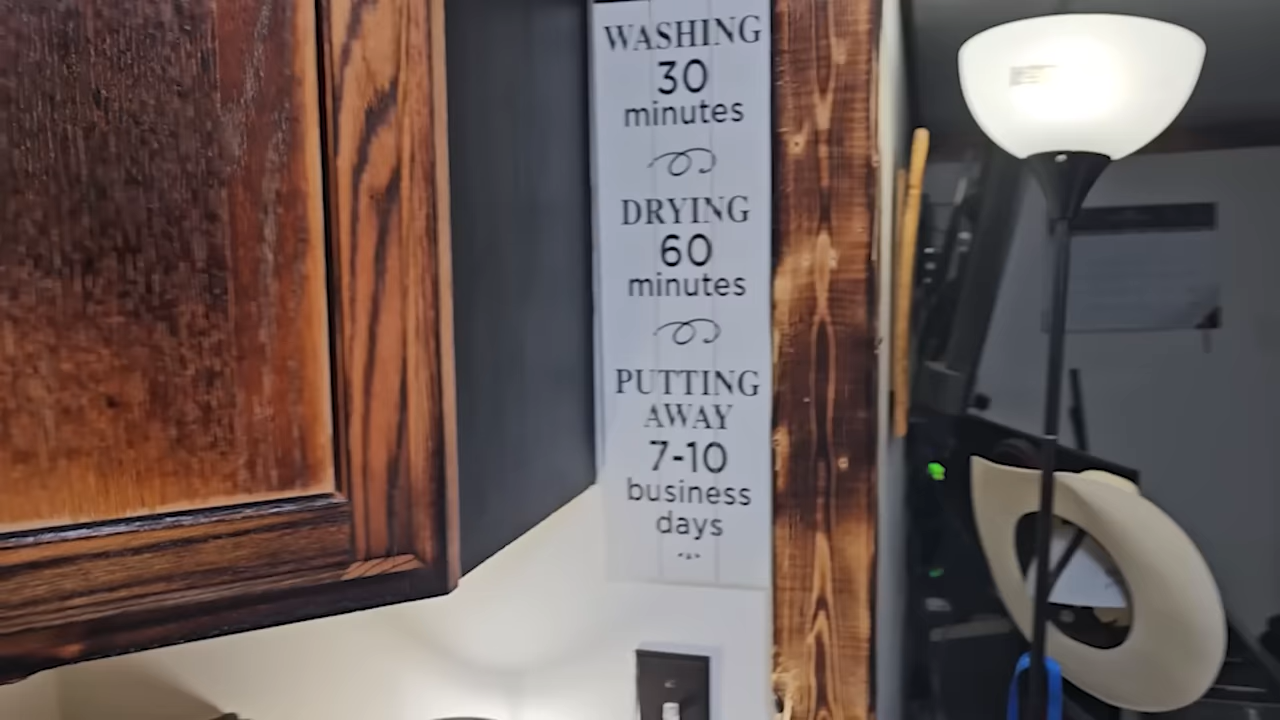 WASHING
30
minutes
DRYING
60
minutes
PUTTING
AWAY
7-10
business
days